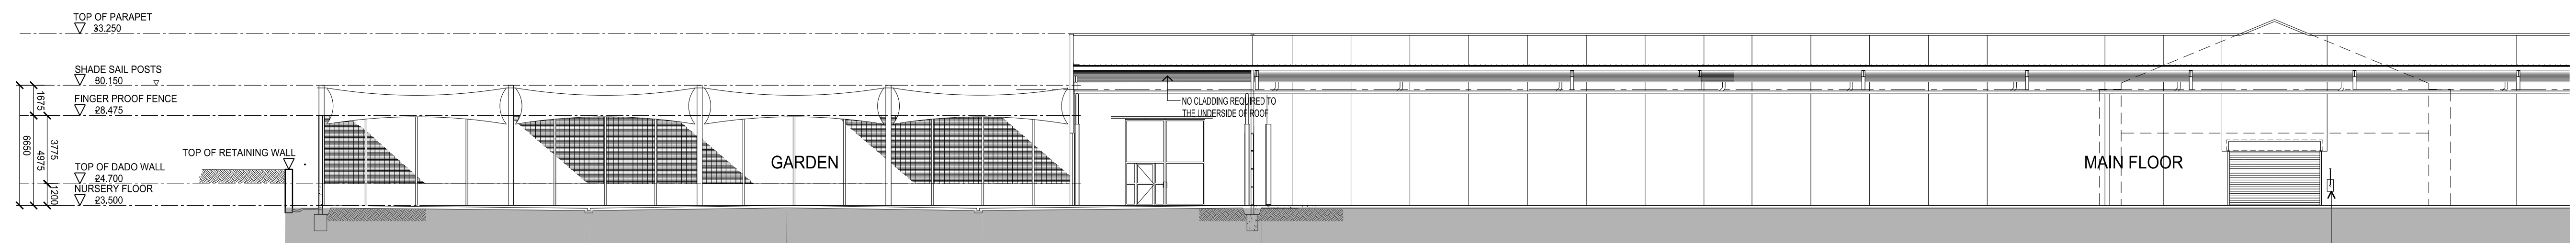 TOP OF PARAPET
33.250
SHADE SAIL POSTS
30.150
FINGER PROOF FENCE
28.475
TOP OF RETAINING WALL
TOP OF DADO WALL
24.700
NURSERY FLOOR
23.500
1675
6650
4975
3775
1200
GARDEN
NO CLADDING REQUIRED TO
THE UNDERSIDE OF ROOF
MAIN FLOOR